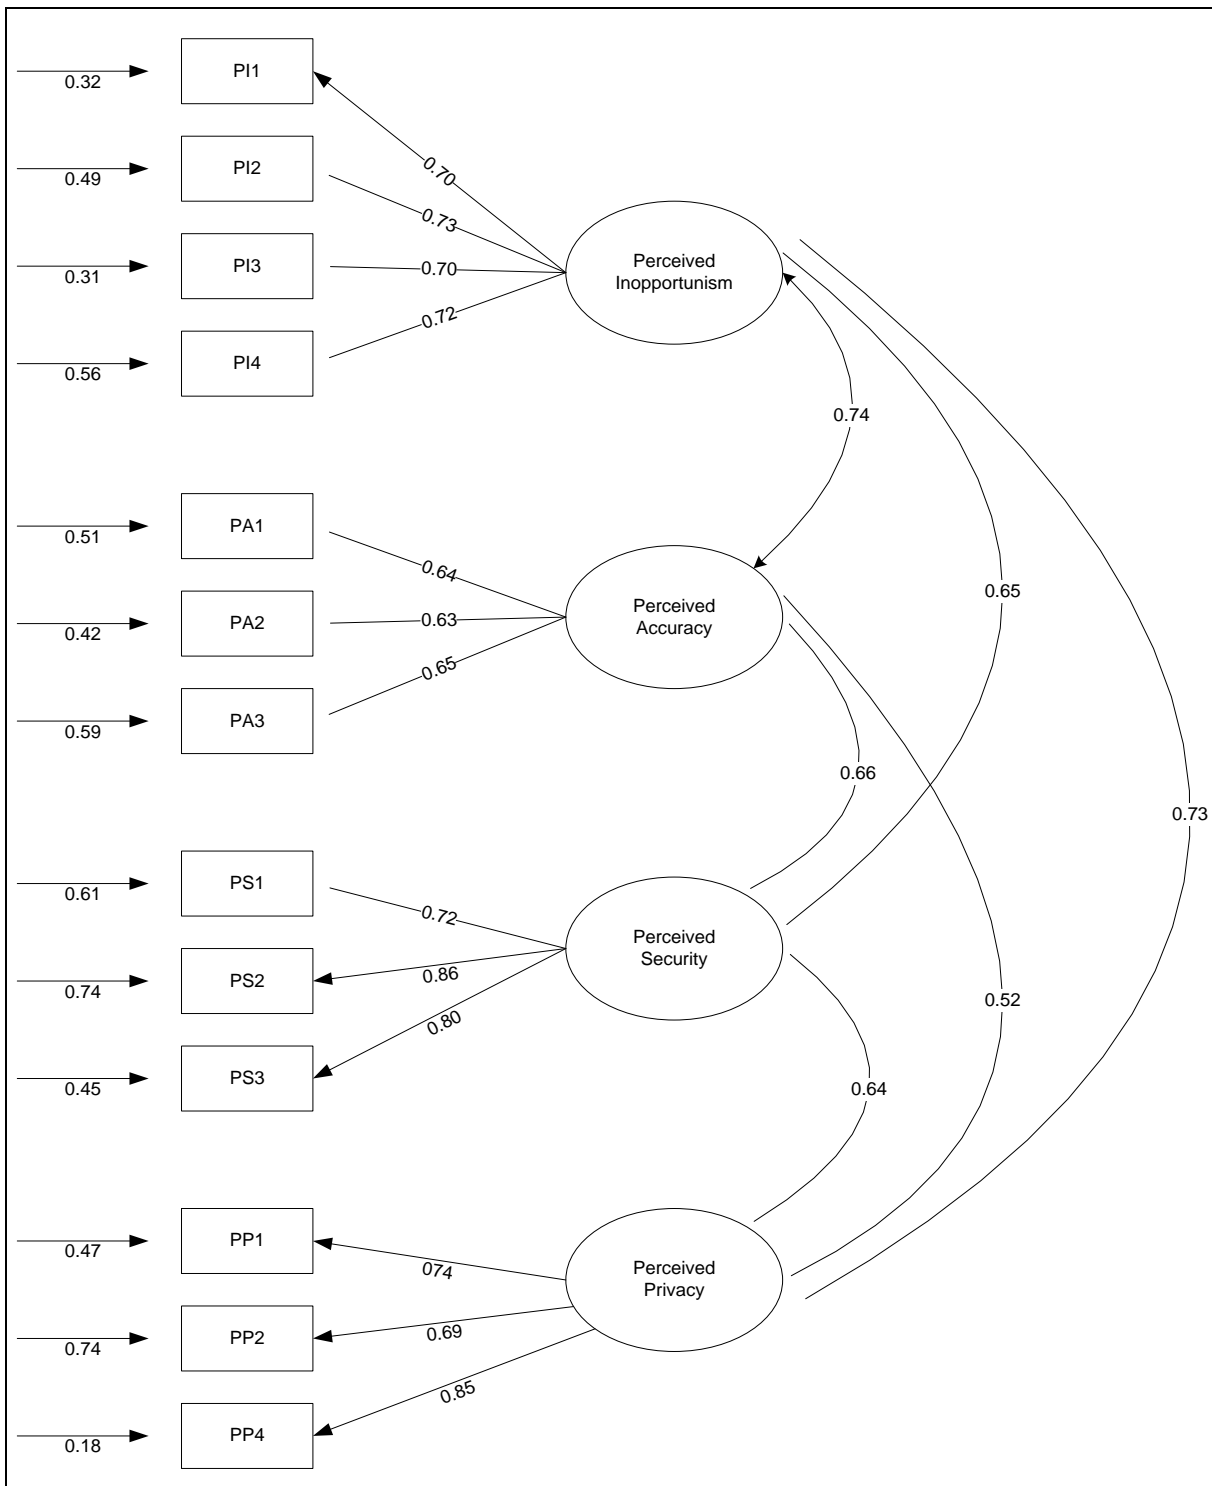 PI1
0.32
0.70
PI2
0.49
0.73
PI3
0.31
0.70
PI4
0.56
0.72
Perceived
Inopportunism
0.74
PA1
0.51
0.64
PA2
0.42
0.63
PA3
0.59
0.65
Perceived
Accuracy
0.65
0.66
0.73
PS1
0.61
0.72
PS2
0.74
0.86
PS3
0.45
0.80
Perceived
Security
0.52
0.64
PP1
0.47
074
PP2
0.74
0.69
PP4
0.18
0.85
Perceived
Privacy